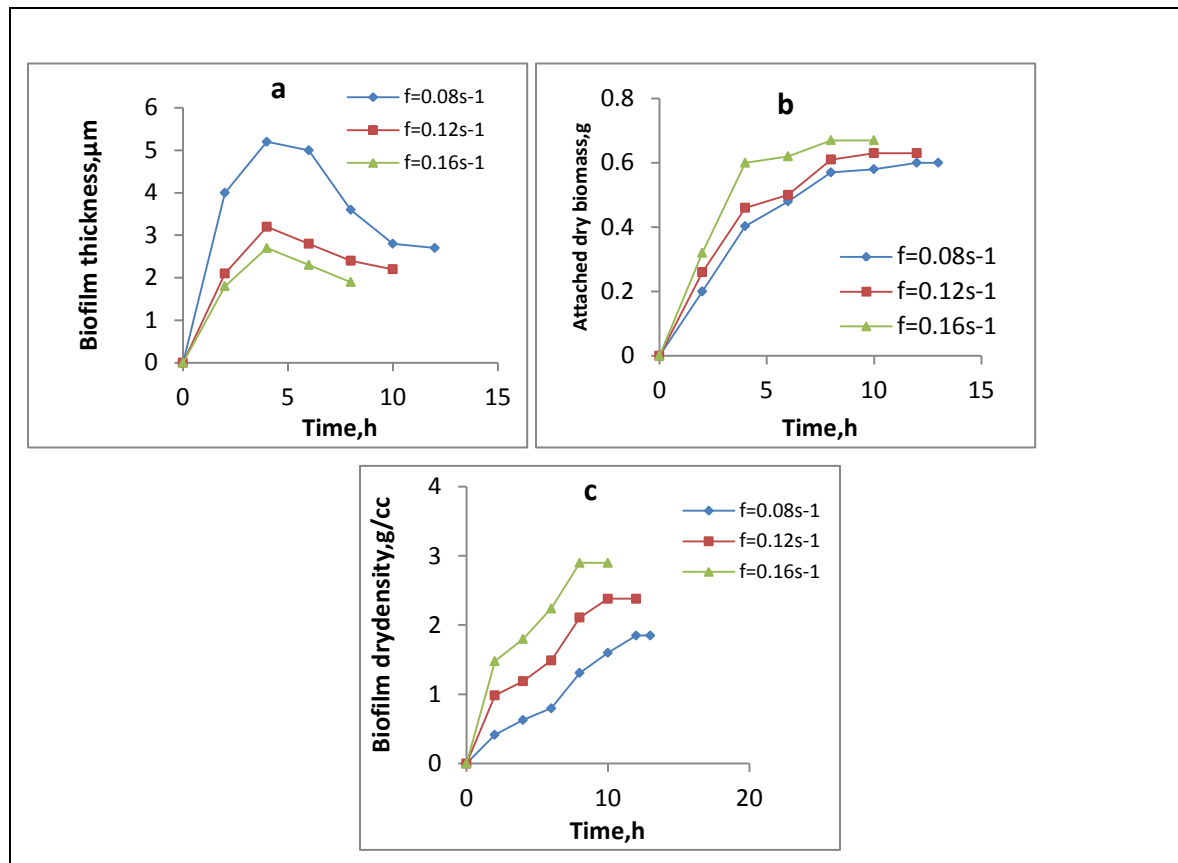 a
f=0.08s-1
f=0.12s-1
f=0.16s-1
Biofilm thickness,µm
6
5
4
3
2
1
0
0 5 10 15
Time,h
b
Attached dry biomass,g
0.8
0.6
0.4
0.2
0
f=0.08s-1
f=0.12s-1
f=0.16s-1
0 5 10 15
Time,h
c
f=0.08s-1
f=0.12s-1
f=0.16s-1
Biofilm drydensity,g/cc
4
3
2
1
0
0 10 20
Time,h